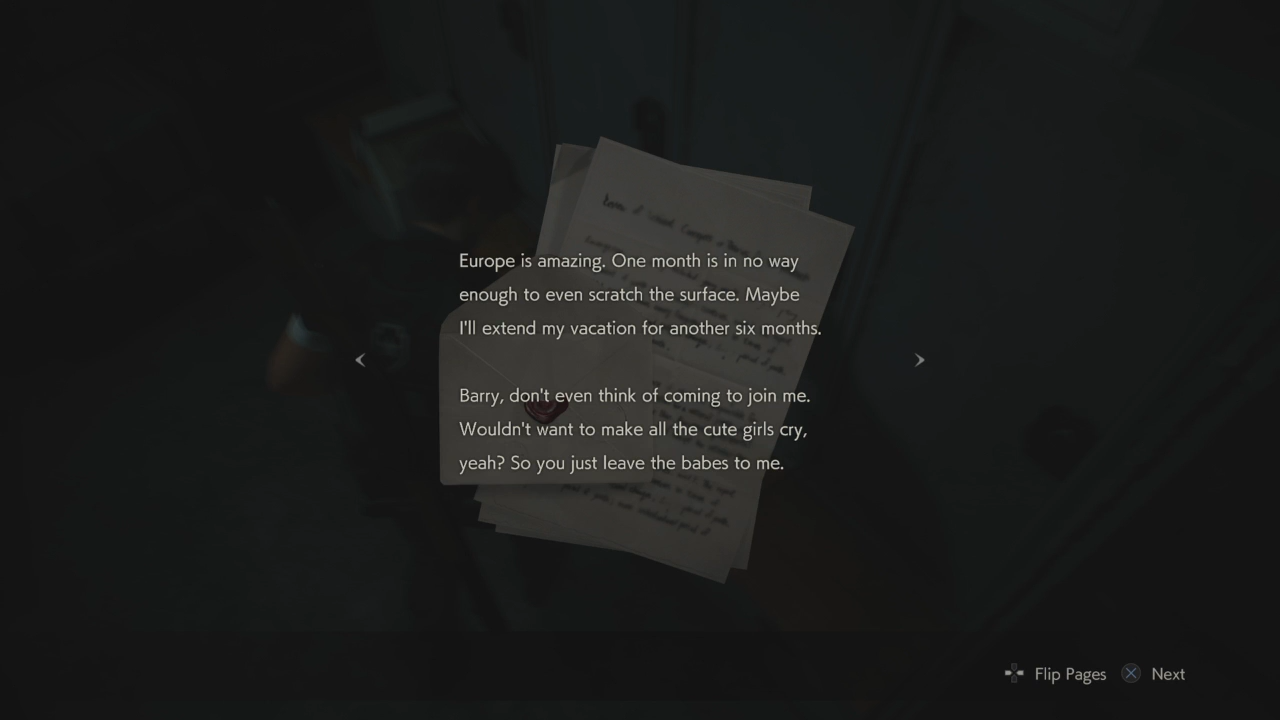 Europe is amazing. One month is in no way
enough to even scratch the surface. Maybe
I'll extend my vacation for another six months.
Barry, don't even think of coming to join me.
Wouldn't want to make all the cute girls cry,
yeah? So you just leave the babes to me.
Flip Pages
Next